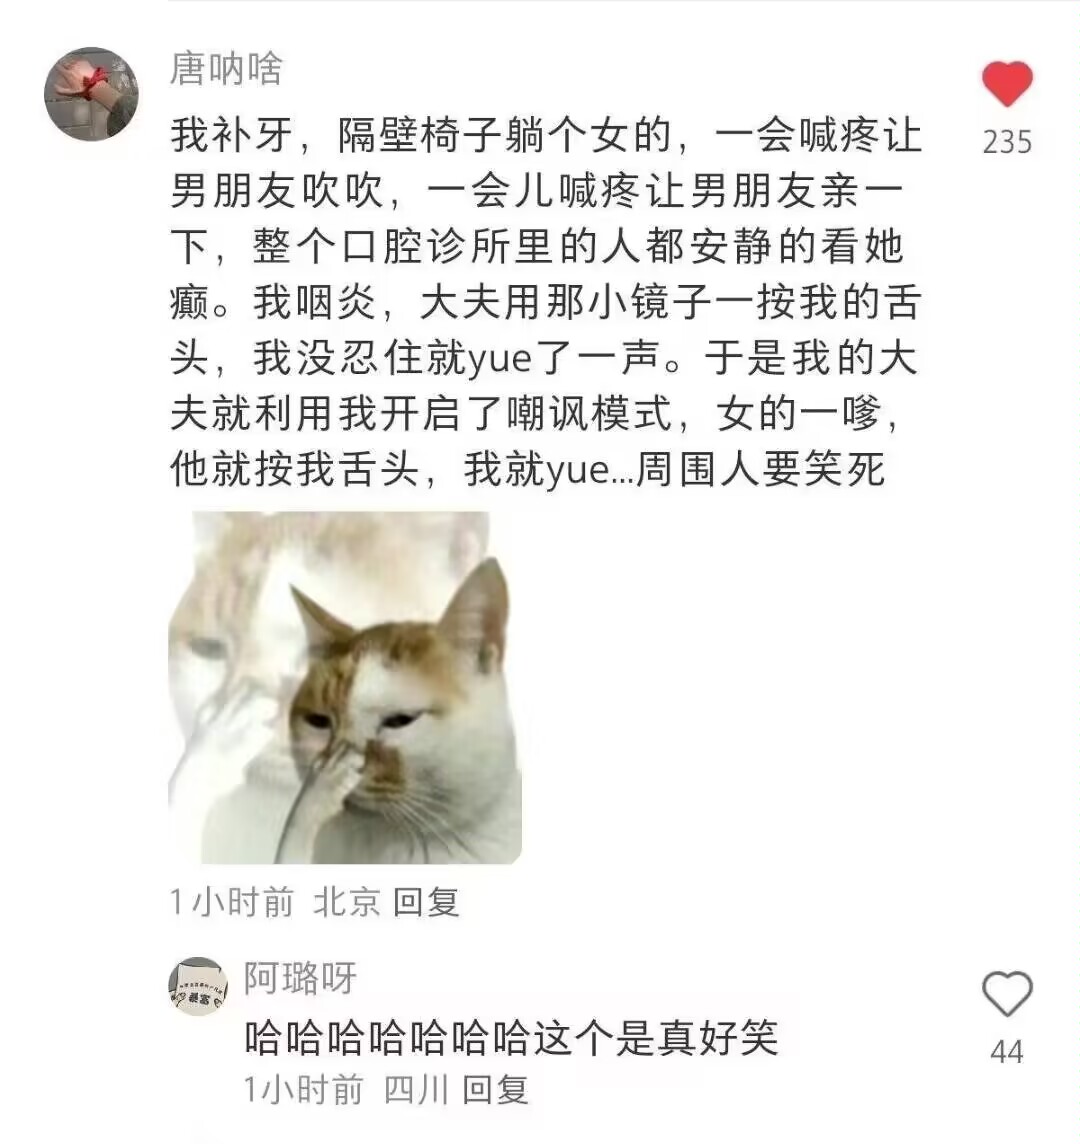 唐呐啥
我补牙，隔壁椅子躺个女的，一会喊疼让
男朋友吹吹，一会儿喊疼让男朋友亲一
下，整个口腔诊所里的人都安静的看她
癫。我咽炎，大夫用那小镜子一按我的舌
头，我没忍住就yue了一声。于是我的大
夫就利用我开启了嘲讽模式，女的一嗲，
他就按我舌头，我就yue...周围人要笑死
235
1小时前 北京 回复
阿璐呀
哈哈哈哈哈哈哈这个是真好笑
44
1小时前 四川 回复